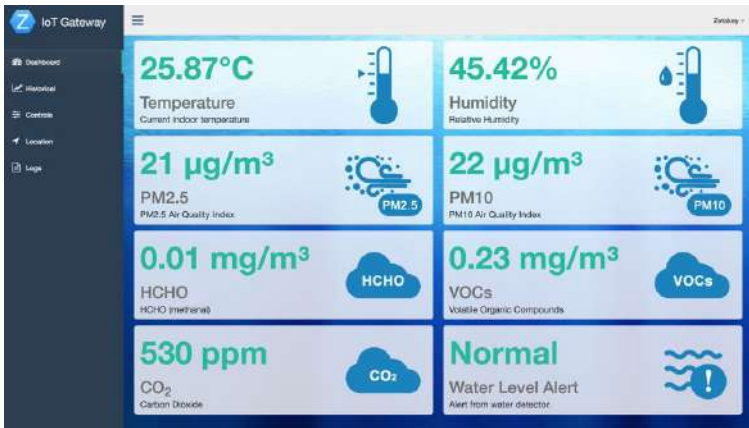 Z IoT Gateway
Zetakey
Dashboard
Historical
Controls
Location
Logs
25.87°C
Temperature
Current indoor temperature
45.42%
Humidity
Relative Humidity
21 µg/m³
PM2.5
PM2.5 Air Quality Index
PM2.5
22 µg/m³
PM10
PM10 Air Quality Index
PM10
0.01 mg/m³
HCHO
HCHO (methanal)
HCHO
0.23 mg/m³
VOCs
Volatile Organic Compounds
VOCs
530 ppm
CO₂
Carbon Dioxide
CO₂
Normal
Water Level Alert
Alert from water detector.
!